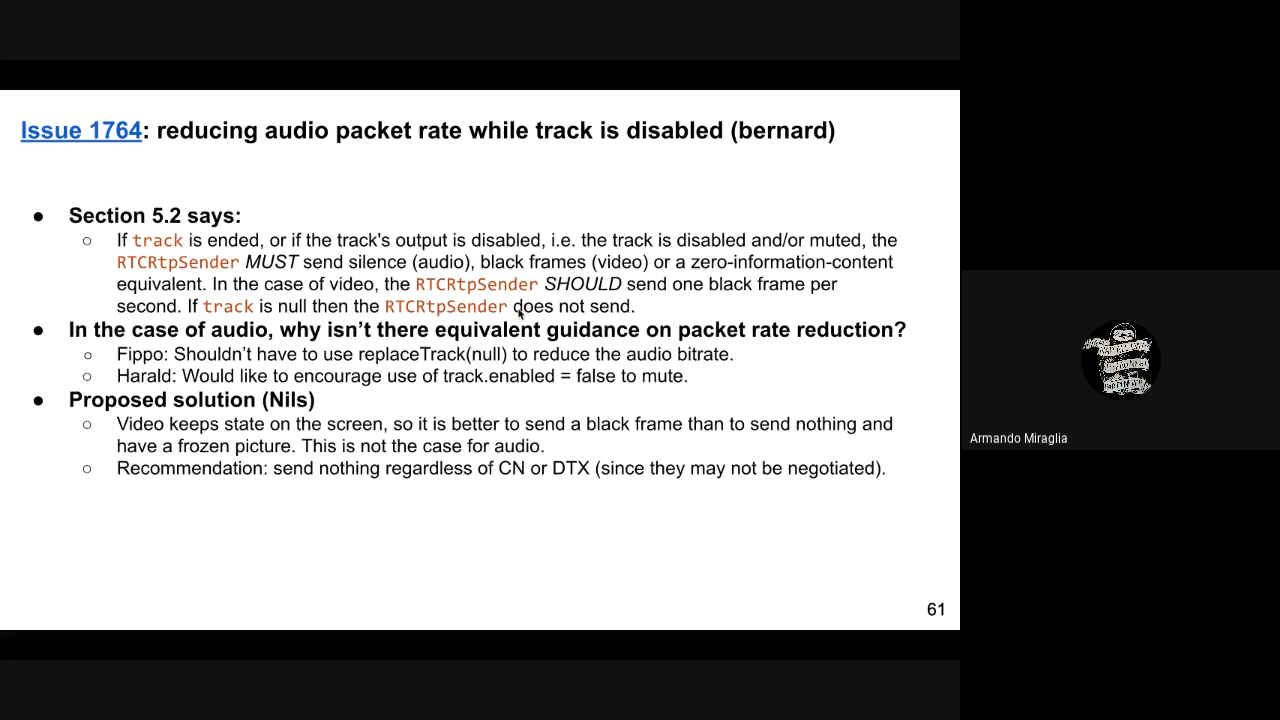 Issue 1764: reducing audio packet rate while track is disabled (bernard)
● Section 5.2 says:
○ If track is ended, or if the track's output is disabled, i.e. the track is disabled and/or muted, the
RTCRtpSender MUST send silence (audio), black frames (video) or a zero-information-content
equivalent. In the case of video, the RTCRtpSender SHOULD send one black frame per
second. If track is null then the RTCRtpSender does not send.
● In the case of audio, why isn’t there equivalent guidance on packet rate reduction?
○ Fippo: Shouldn’t have to use replaceTrack(null) to reduce the audio bitrate.
○ Harald: Would like to encourage use of track.enabled = false to mute.
● Proposed solution (Nils)
○ Video keeps state on the screen, so it is better to send a black frame than to send nothing and
have a frozen picture. This is not the case for audio.
○ Recommendation: send nothing regardless of CN or DTX (since they may not be negotiated).
61
Armando Miraglia